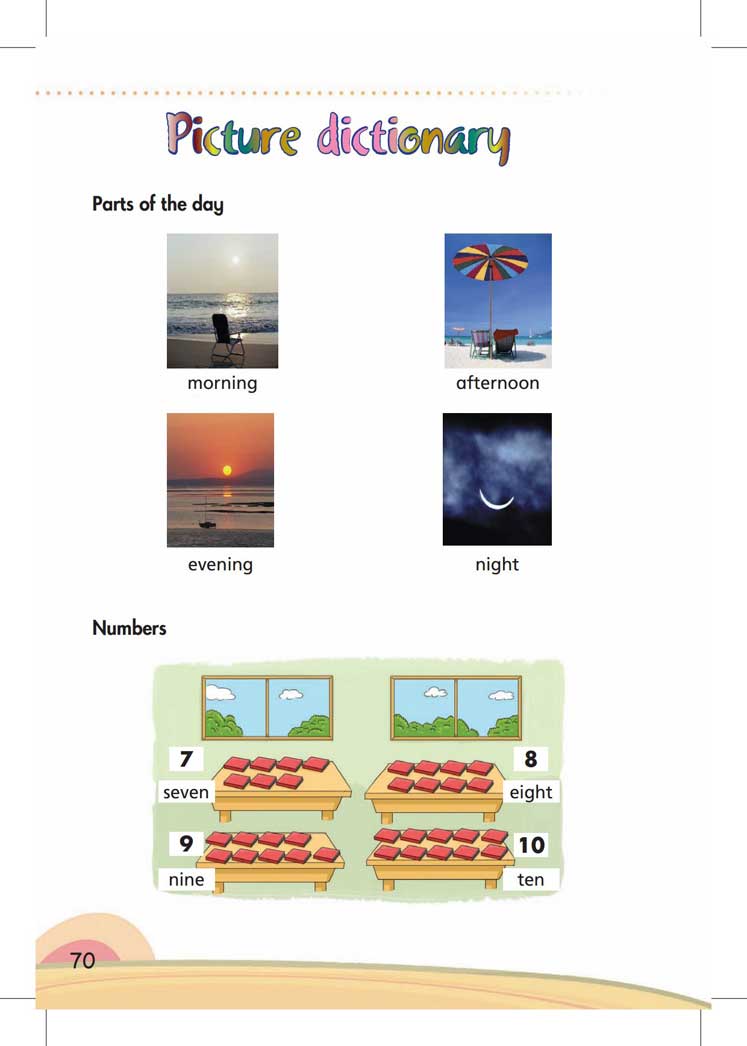 Picture dictionary
Parts of the day
morning
afternoon
evening
night
Numbers
7
seven
8
eight
9
nine
10
ten
70